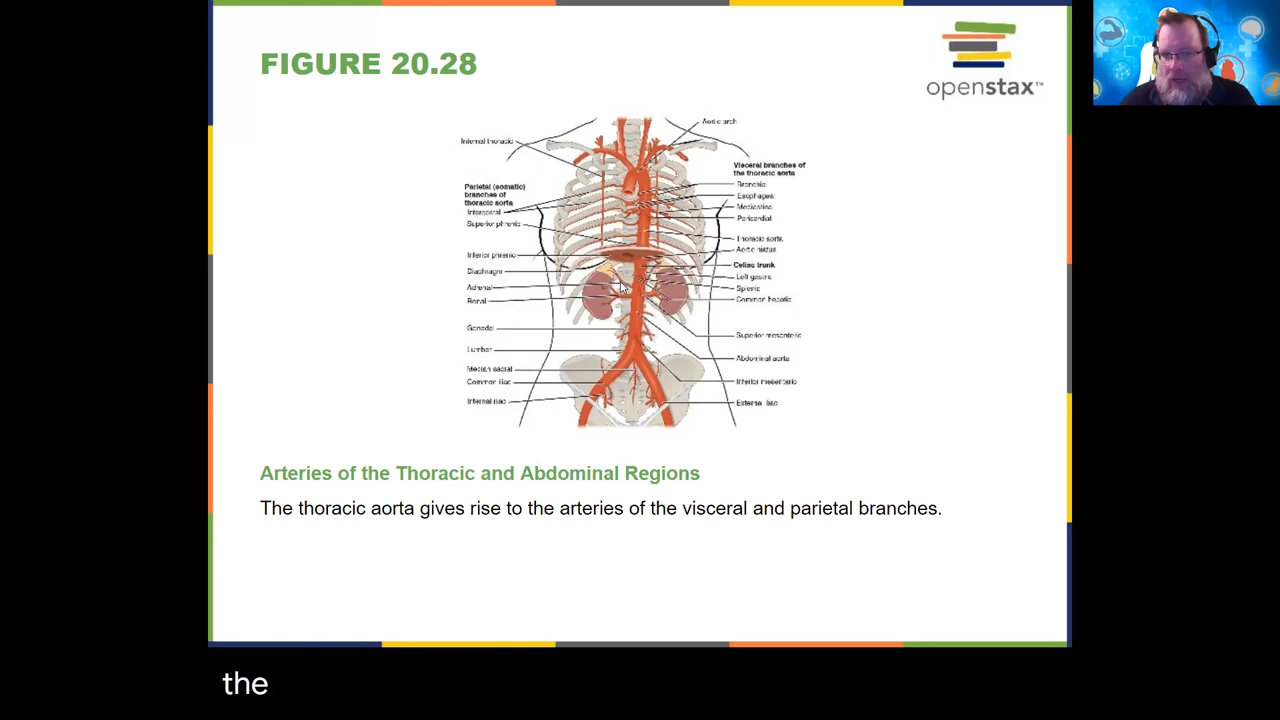 FIGURE 20.28
openstax™
Aortic arch
Internal thoracic
Visceral branches of
the thoracic aorta
Parietal (somatic)
branches of
thoracic aorta
Bronchial
Esophageal
Mediastinal
Pericardial
Intercostal
Superior phrenic
Thoracic aorta
Aortic hiatus
Inferior phrenic
Diaphragm
Celiac trunk
Left gastric
Splenic
Common hepatic
Adrenal
Renal
Gonadal
Superior mesenteric
Lumbar
Abdominal aorta
Median sacral
Common iliac
Inferior mesenteric
Internal iliac
External iliac
Arteries of the Thoracic and Abdominal Regions
The thoracic aorta gives rise to the arteries of the visceral and parietal branches.
the